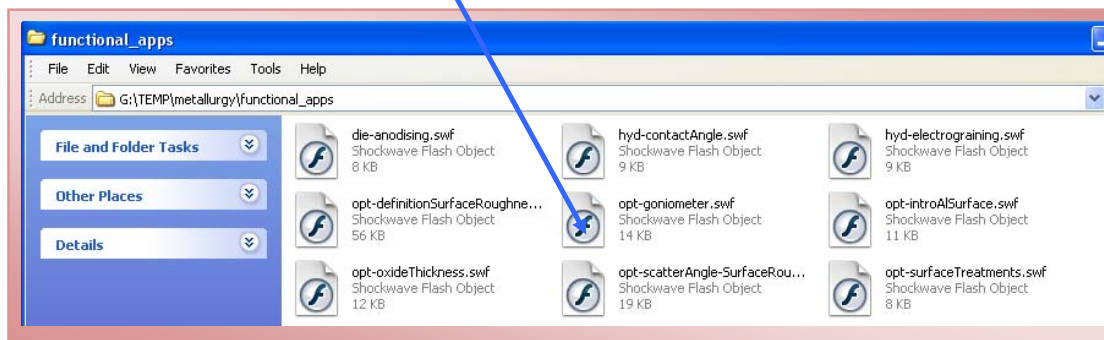 functional_apps
File Edit View Favorites Tools Help
Address G:\TEMP\metallurgy\functional_apps
File and Folder Tasks
Other Places
Details
die-anodising.swf
Shockwave Flash Object
8 KB
hyd-contactAngle.swf
Shockwave Flash Object
9 KB
hyd-electrograining.swf
Shockwave Flash Object
9 KB
opt-definitionSurfaceRoughne...
Shockwave Flash Object
56 KB
opt-goniometer.swf
Shockwave Flash Object
14 KB
opt-introAlSurface.swf
Shockwave Flash Object
11 KB
opt-oxideThickness.swf
Shockwave Flash Object
12 KB
opt-scatterAngle-SurfaceRou...
Shockwave Flash Object
19 KB
opt-surfaceTreatments.swf
Shockwave Flash Object
8 KB